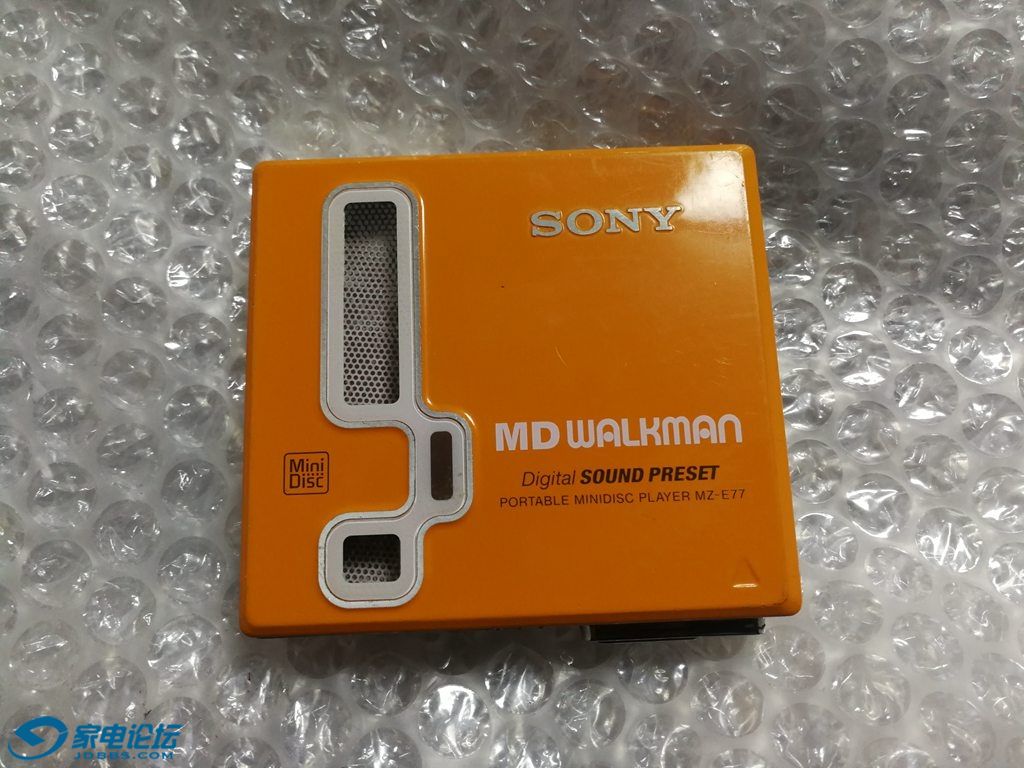 SONY
MD WALKMAN
Mini
Disc
Digital SOUND PRESET
PORTABLE MINIDISC PLAYER MZ-E77
家电论坛
JDBBS.COM